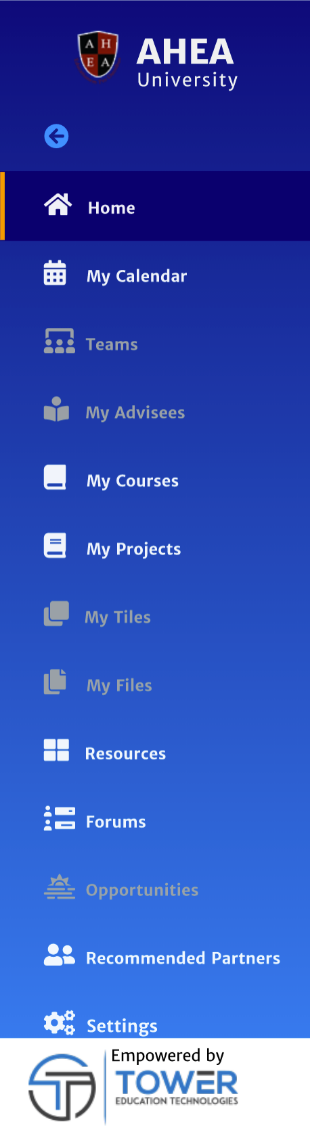 A H
E A
AHEA
University
Home
My Calendar
Teams
My Advisees
My Courses
My Projects
My Tiles
My Files
Resources
Forums
Opportunities
Recommended Partners
Settings
Empowered by
TOWER
EDUCATION TECHNOLOGIES